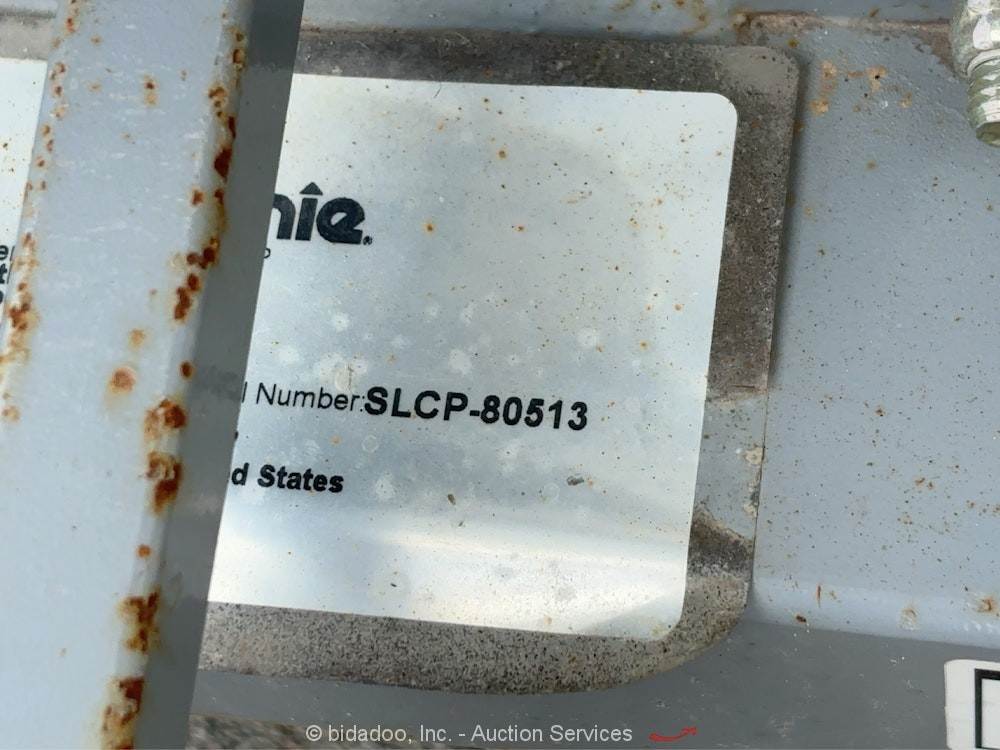 nie®
l Number:SLCP-80513
d States
© bidadoo, Inc. - Auction Services